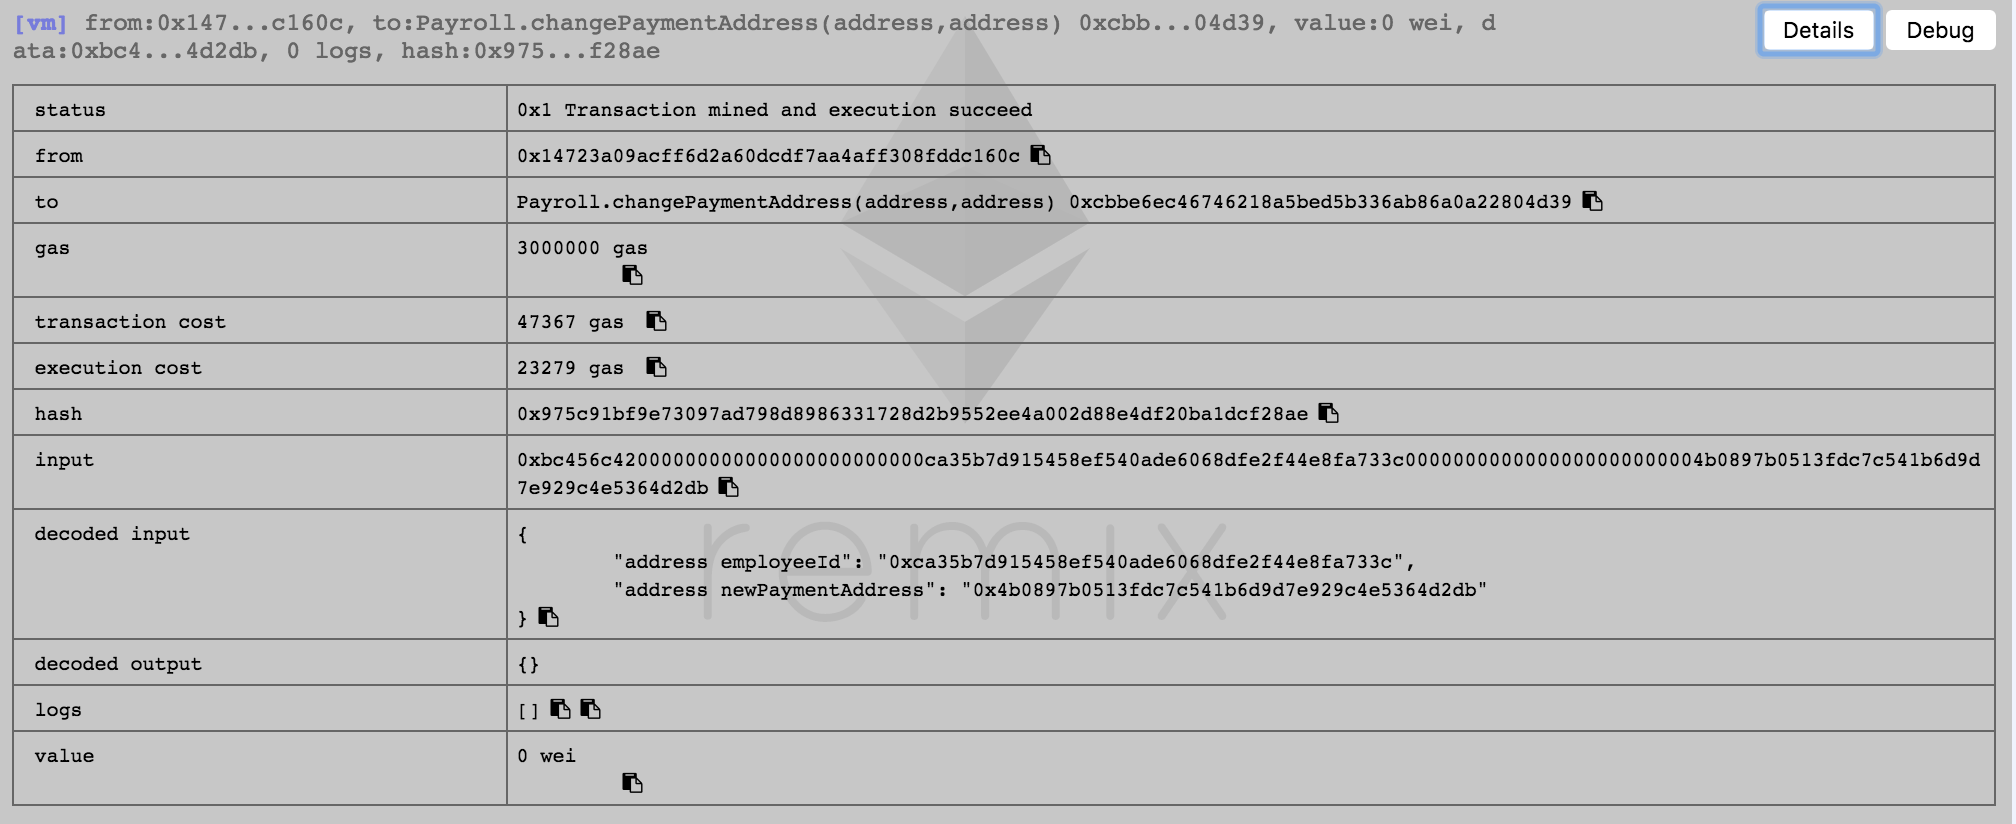 [vm] from:0x147...c160c, to:Payroll.changePaymentAddress(address,address) 0xcbb...04d39, value:0 wei, d
ata:0xbc4...4d2db, 0 logs, hash:0x975...f28ae
Details
Debug
status 0x1 Transaction mined and execution succeed
from 0x14723a09acff6d2a60dcdf7aa4aff308fddc160c
to Payroll.changePaymentAddress(address,address) 0xcbbe6ec46746218a5bed5b336ab86a0a22804d39
gas 3000000 gas
transaction cost 47367 gas
execution cost 23279 gas
hash 0x975c91bf9e73097ad798d8986331728d2b9552ee4a002d88e4df20ba1dcf28ae
input 0xbc456c42000000000000000000000000ca35b7d915458ef540ade6068dfe2f44e8fa733c0000000000000000000000004b0897b0513fdc7c541b6d9d
7e929c4e5364d2db
decoded input {
"address employeeId": "0xca35b7d915458ef540ade6068dfe2f44e8fa733c",
"address newPaymentAddress": "0x4b0897b0513fdc7c541b6d9d7e929c4e5364d2db"
}
remix
decoded output {}
logs []
value 0 wei